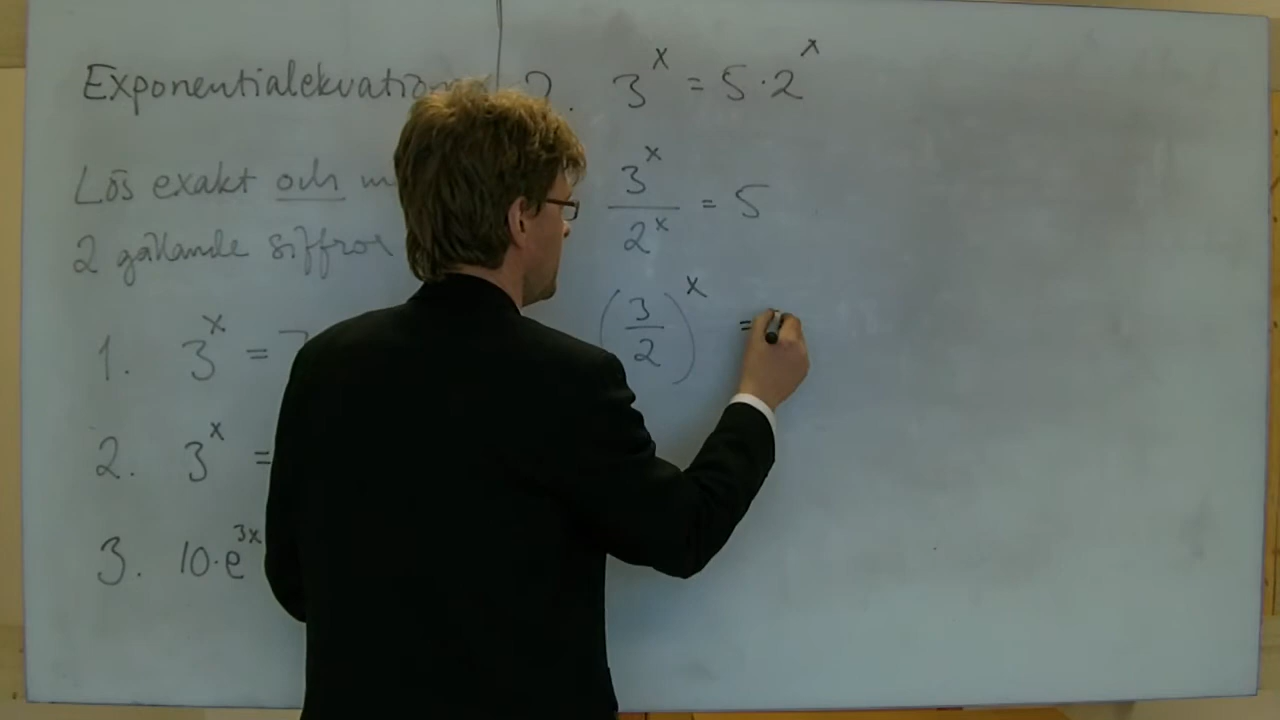 Exponentialekvation
Lös exakt och
2 gällande siffror
1. 3^x = 7
2. 3^x =
3. 10·e^3x
2. 3^x = 5·2^x
3^x / 2^x = 5
(3/2)^x =